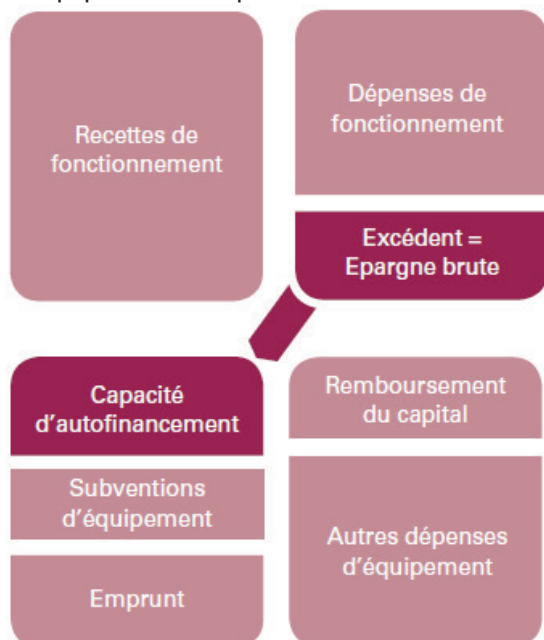 Recettes de
fonctionnement
Dépenses de
fonctionnement
Excédent =
Epargne brute
Capacité
d'autofinancement
Subventions
d'équipement
Emprunt
Remboursement
du capital
Autres dépenses
d'équipement